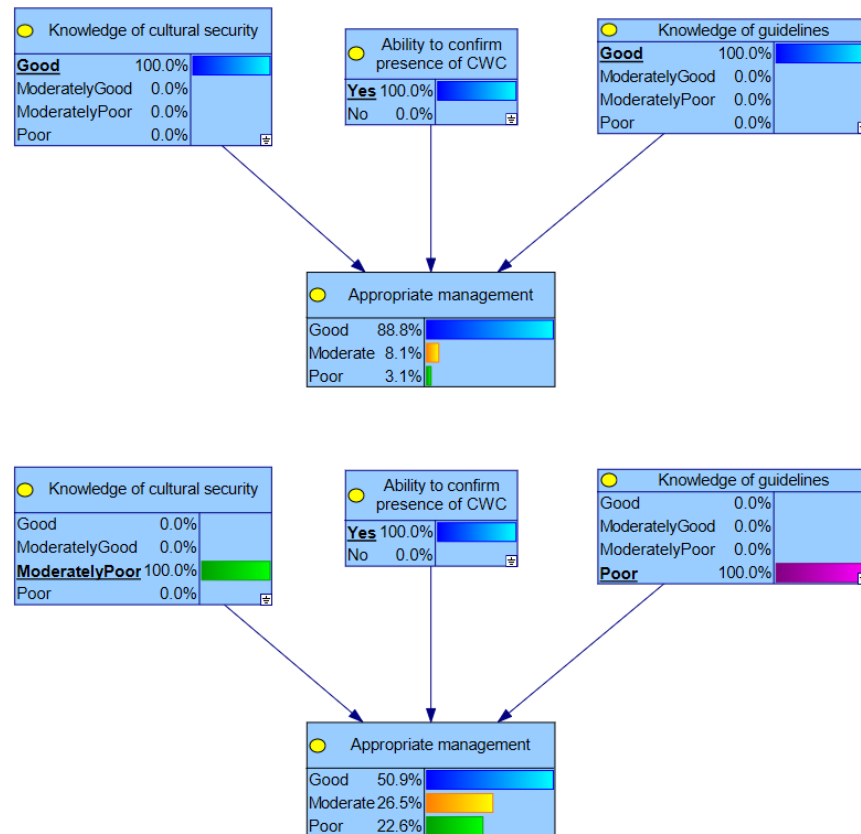 Knowledge of cultural security
Good 100.0%
ModeratelyGood 0.0%
ModeratelyPoor 0.0%
Poor 0.0%
Ability to confirm
presence of CWC
Yes 100.0%
No 0.0%
Knowledge of guidelines
Good 100.0%
ModeratelyGood 0.0%
ModeratelyPoor 0.0%
Poor 0.0%
Appropriate management
Good 88.8%
Moderate 8.1%
Poor 3.1%
Knowledge of cultural security
Good 0.0%
ModeratelyGood 0.0%
ModeratelyPoor 100.0%
Poor 0.0%
Ability to confirm
presence of CWC
Yes 100.0%
No 0.0%
Knowledge of guidelines
Good 0.0%
ModeratelyGood 0.0%
ModeratelyPoor 0.0%
Poor 100.0%
Appropriate management
Good 50.9%
Moderate 26.5%
Poor 22.6%